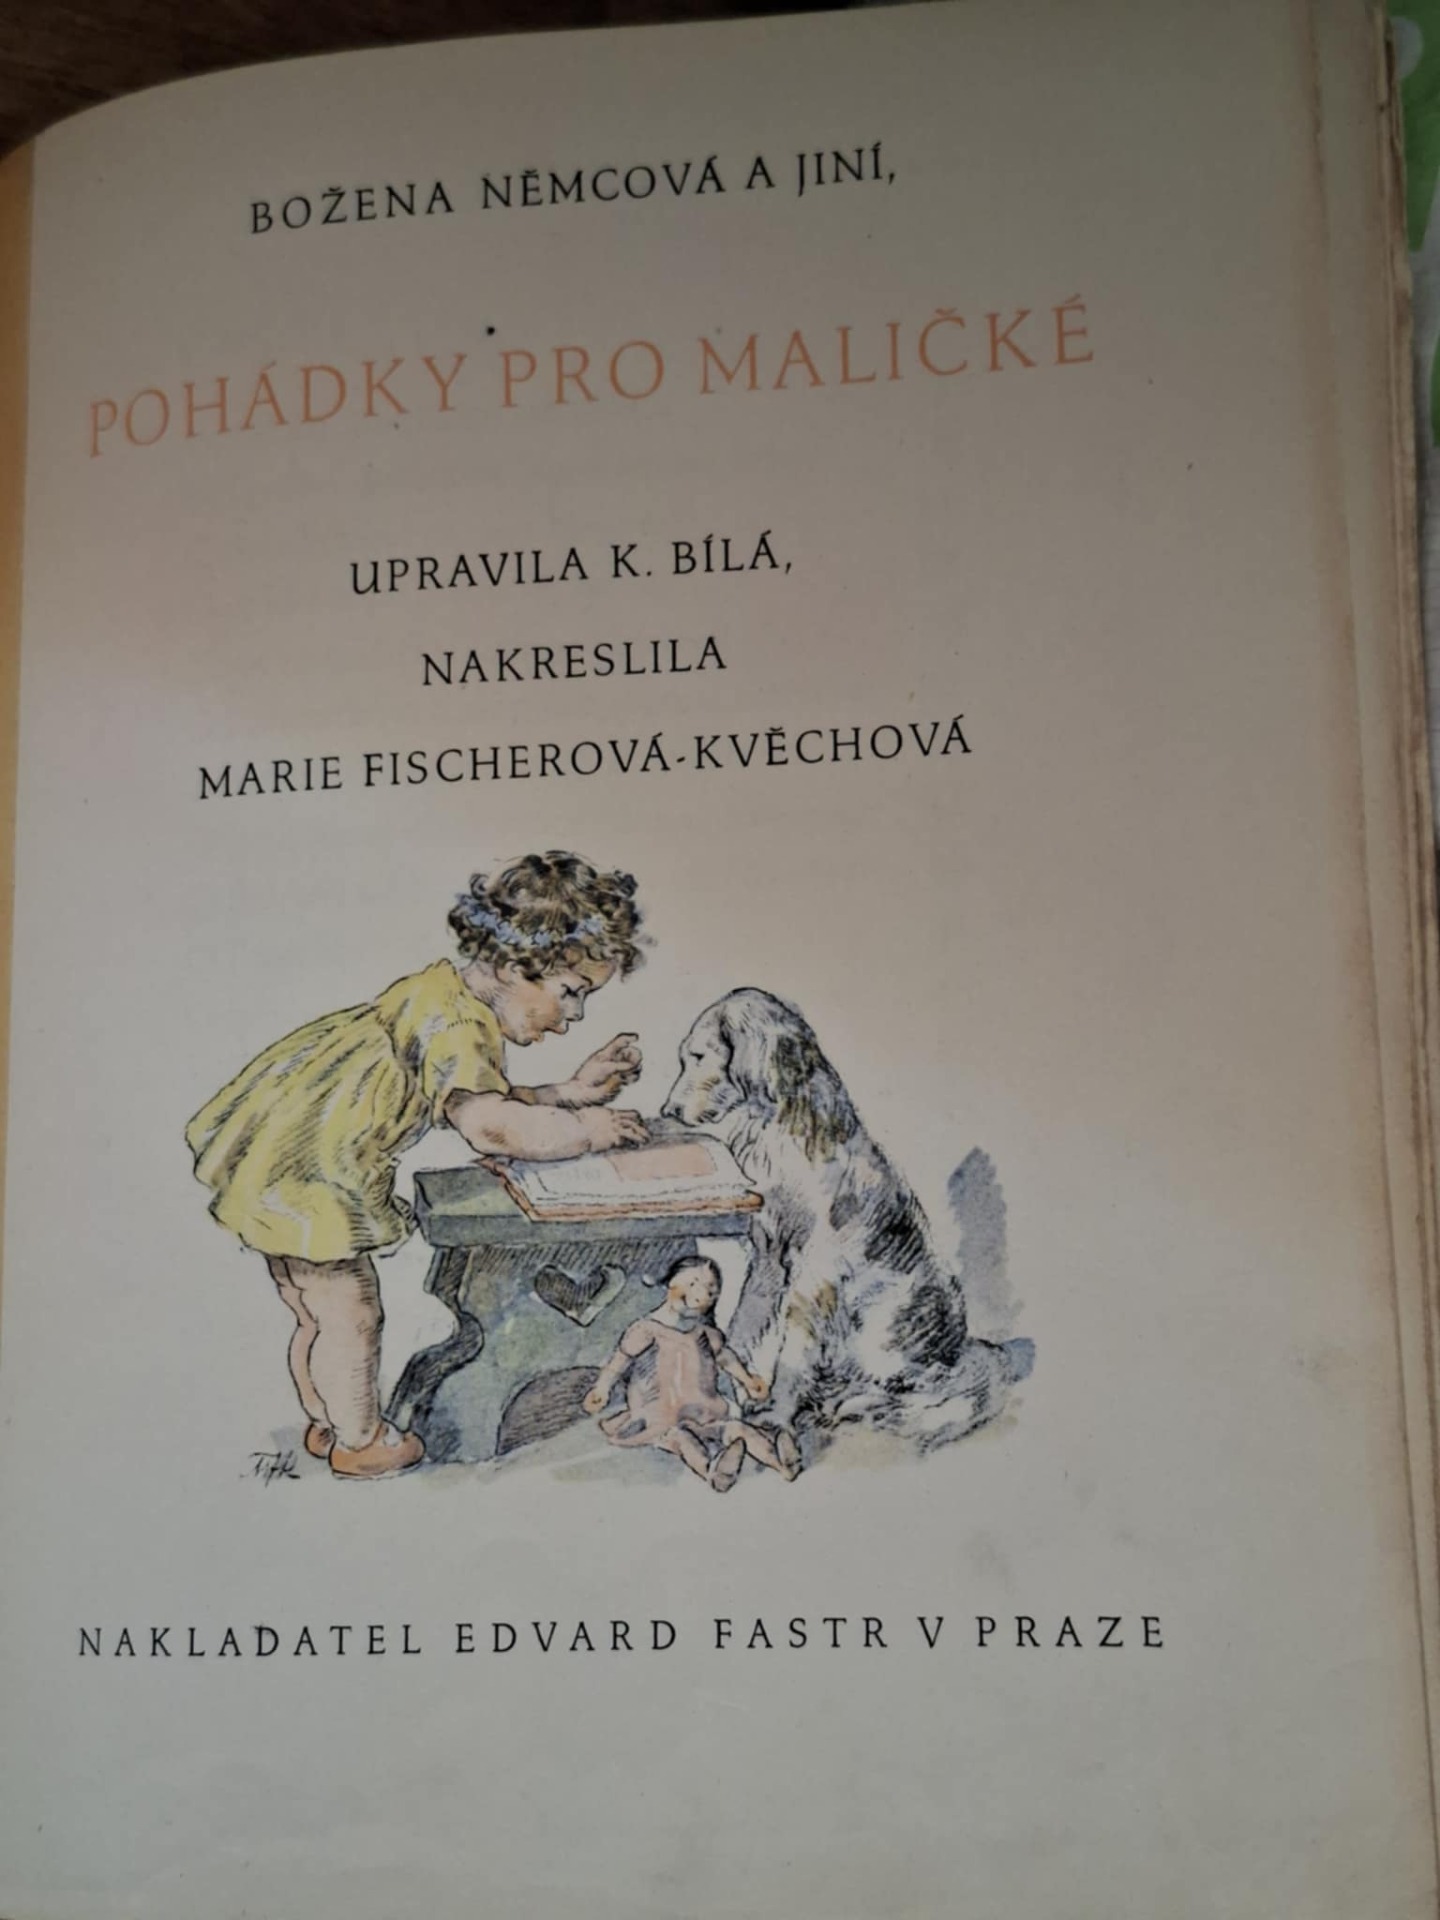 BOŽENA NĚMCOVÁ A JINÍ,
POHÁDKY PRO MALIČKÉ
UPRAVILA K. BÍLÁ,
NAKRESLILA
MARIE FISCHEROVÁ-KVĚCHOVÁ
NAKLADATEL EDVARD FASTR V PRAZE